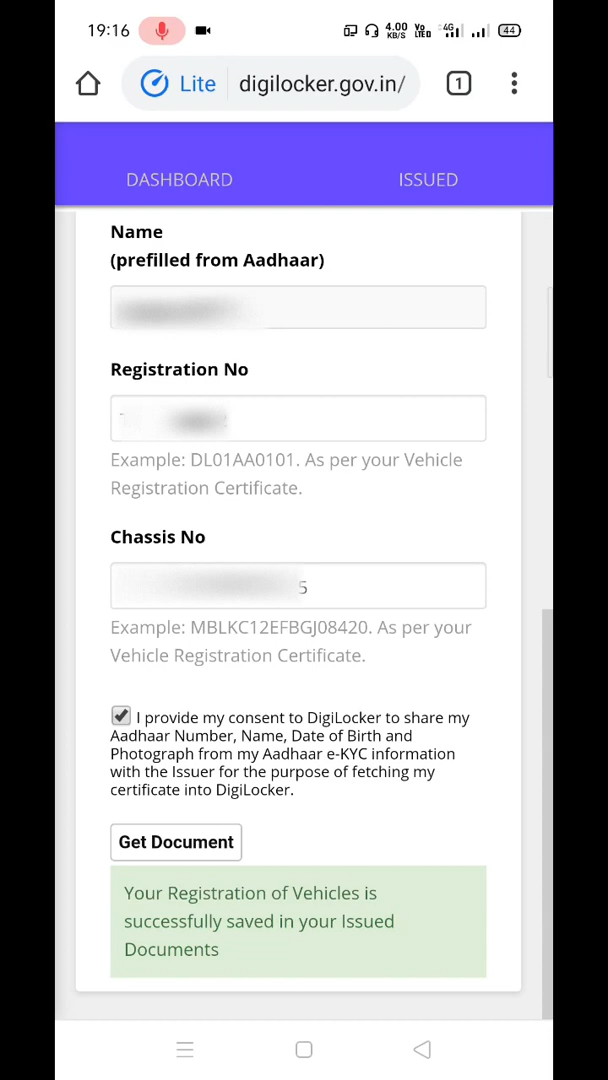 19:16 4.00 KB/S Vo LTED 4G 44
Lite digilocker.gov.in/ 1
DASHBOARD ISSUED
Name
(prefilled from Aadhaar)
Registration No
Example: DL01AA0101. As per your Vehicle
Registration Certificate.
Chassis No
5
Example: MBLKC12EFBGJ08420. As per your
Vehicle Registration Certificate.
I provide my consent to DigiLocker to share my
Aadhaar Number, Name, Date of Birth and
Photograph from my Aadhaar e-KYC information
with the Issuer for the purpose of fetching my
certificate into DigiLocker.
Get Document
Your Registration of Vehicles is
successfully saved in your Issued
Documents